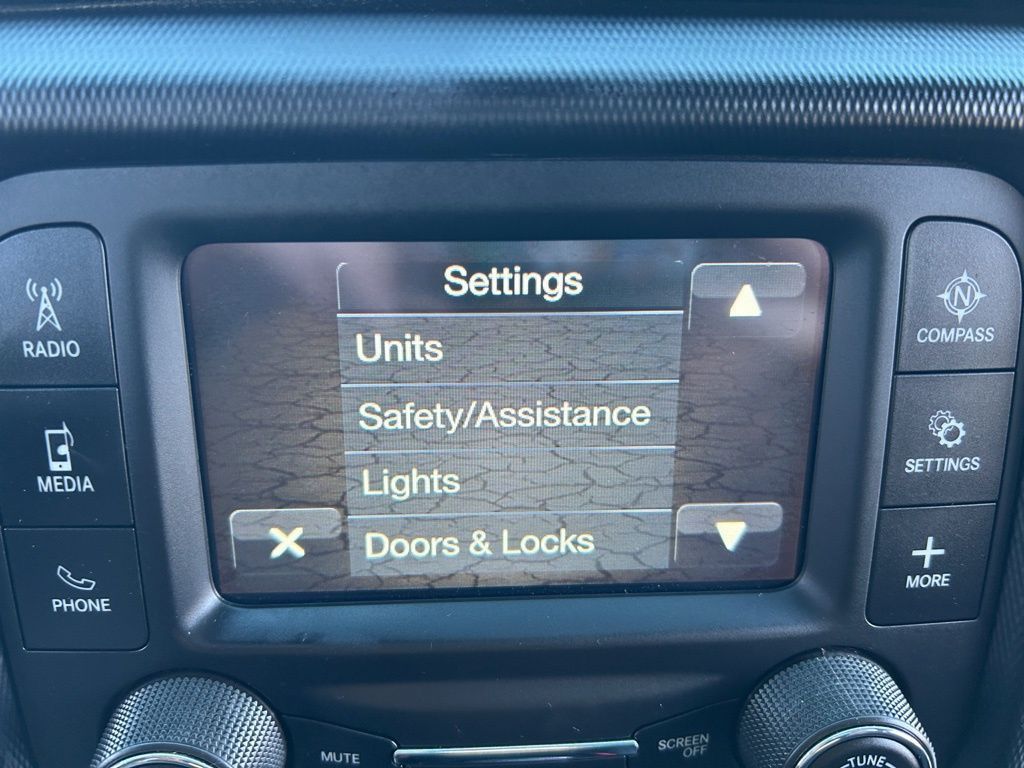 Settings
Units
Safety/Assistance
Lights
Doors & Locks
RADIO
MEDIA
PHONE
N
COMPASS
SETTINGS
MORE
MUTE
SCREEN
OFF
TUNE